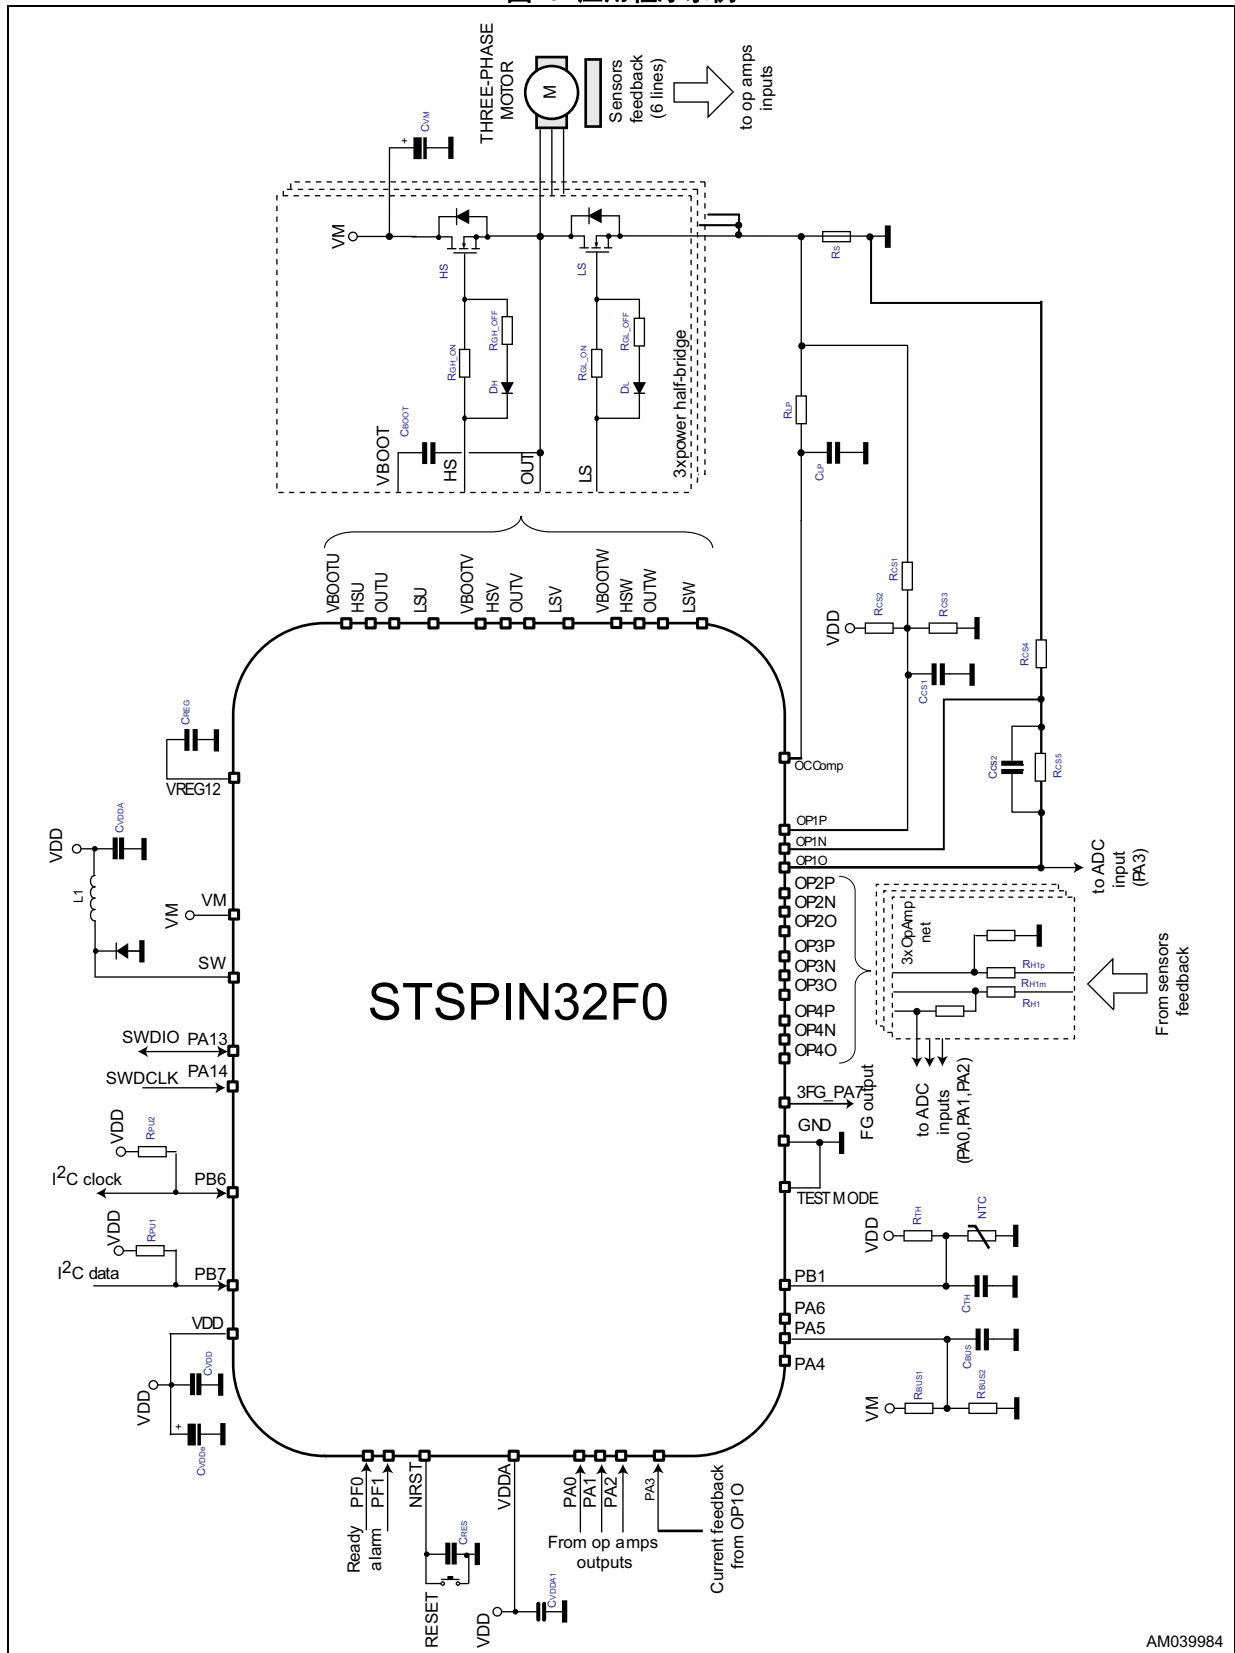 THREE-PHASE
MOTOR
M
Sensors
feedback
(6 lines)
to op amps
inputs
CVM
VM
HS
LS
RS
RGH_ON
RGH_OFF
DH
RGL_ON
RGL_OFF
DL
3xpower half-bridge
CBOOT
VBOOT
HS
OUT
LS
RLP
CLP
VBOOTU
HSU
OUTU
LSU
VBOOTV
HSV
OUTV
LSV
VBOOTW
HSW
OUTW
LSW
RCS1
VDD
RCS2
RCS3
CCS1
RCS4
CCS2
RCS5
CREG
VREG12
VDD
CVDDA
L1
VM
VM
SW
SWDIO
PA13
SWDCLK
PA14
VDD
RPU2
I2C clock
PB6
VDD
RPU1
I2C data
PB7
VDD
VDD
CVDD
CVDDe
STSPIN32F0
OCComp
OP1P
OP1N
OP1O
to ADC
input
(PA3)
OP2P
OP2N
OP2O
OP3P
OP3N
OP3O
OP4P
OP4N
OP4O
3xOpAmp
net
RH1p
RH1m
RH1
From sensors
feedback
to ADC
inputs
(PA0,PA1,PA2)
3FG_PA7
FG output
GND
TESTMODE
VDD
RTH
NTC
PB1
CTH
PA6
PA5
PA4
CBUS
VM
RBUS1
RBUS2
PF0
PF1
Ready
alarm
NRST
RESET
CRES
VDDA
VDD
CVDDA1
PA0
PA1
PA2
From op amps
outputs
PA3
Current feedback
from OP1O
AM039984